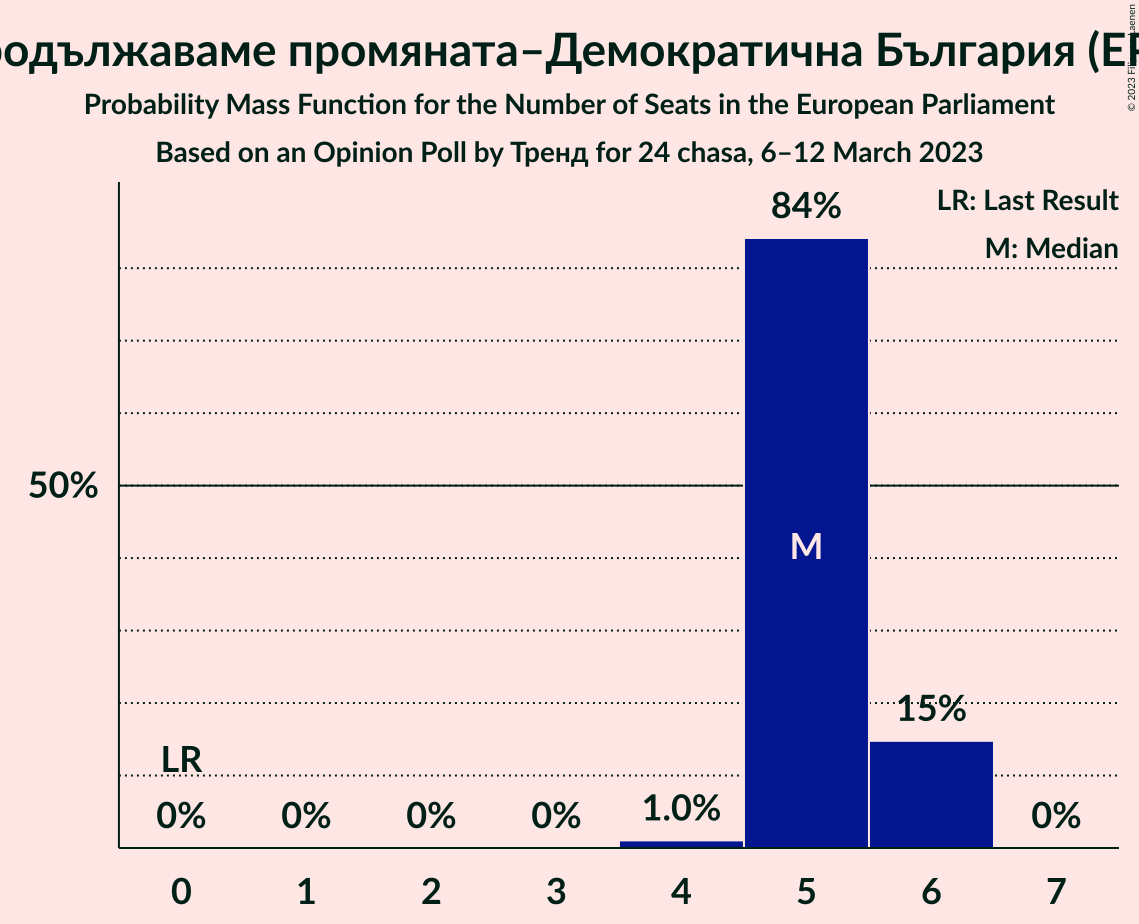 одължаваме промяната–Демократична България (EP
Probability Mass Function for the Number of Seats in the European Parliament
Based on an Opinion Poll by Тренд for 24 chasa, 6–12 March 2023
© 2023
LR: Last Result
M: Median
84%
50%
M
15%
LR
0% 0% 0% 0% 1.0% 0%
0 1 2 3 4 5 6 7